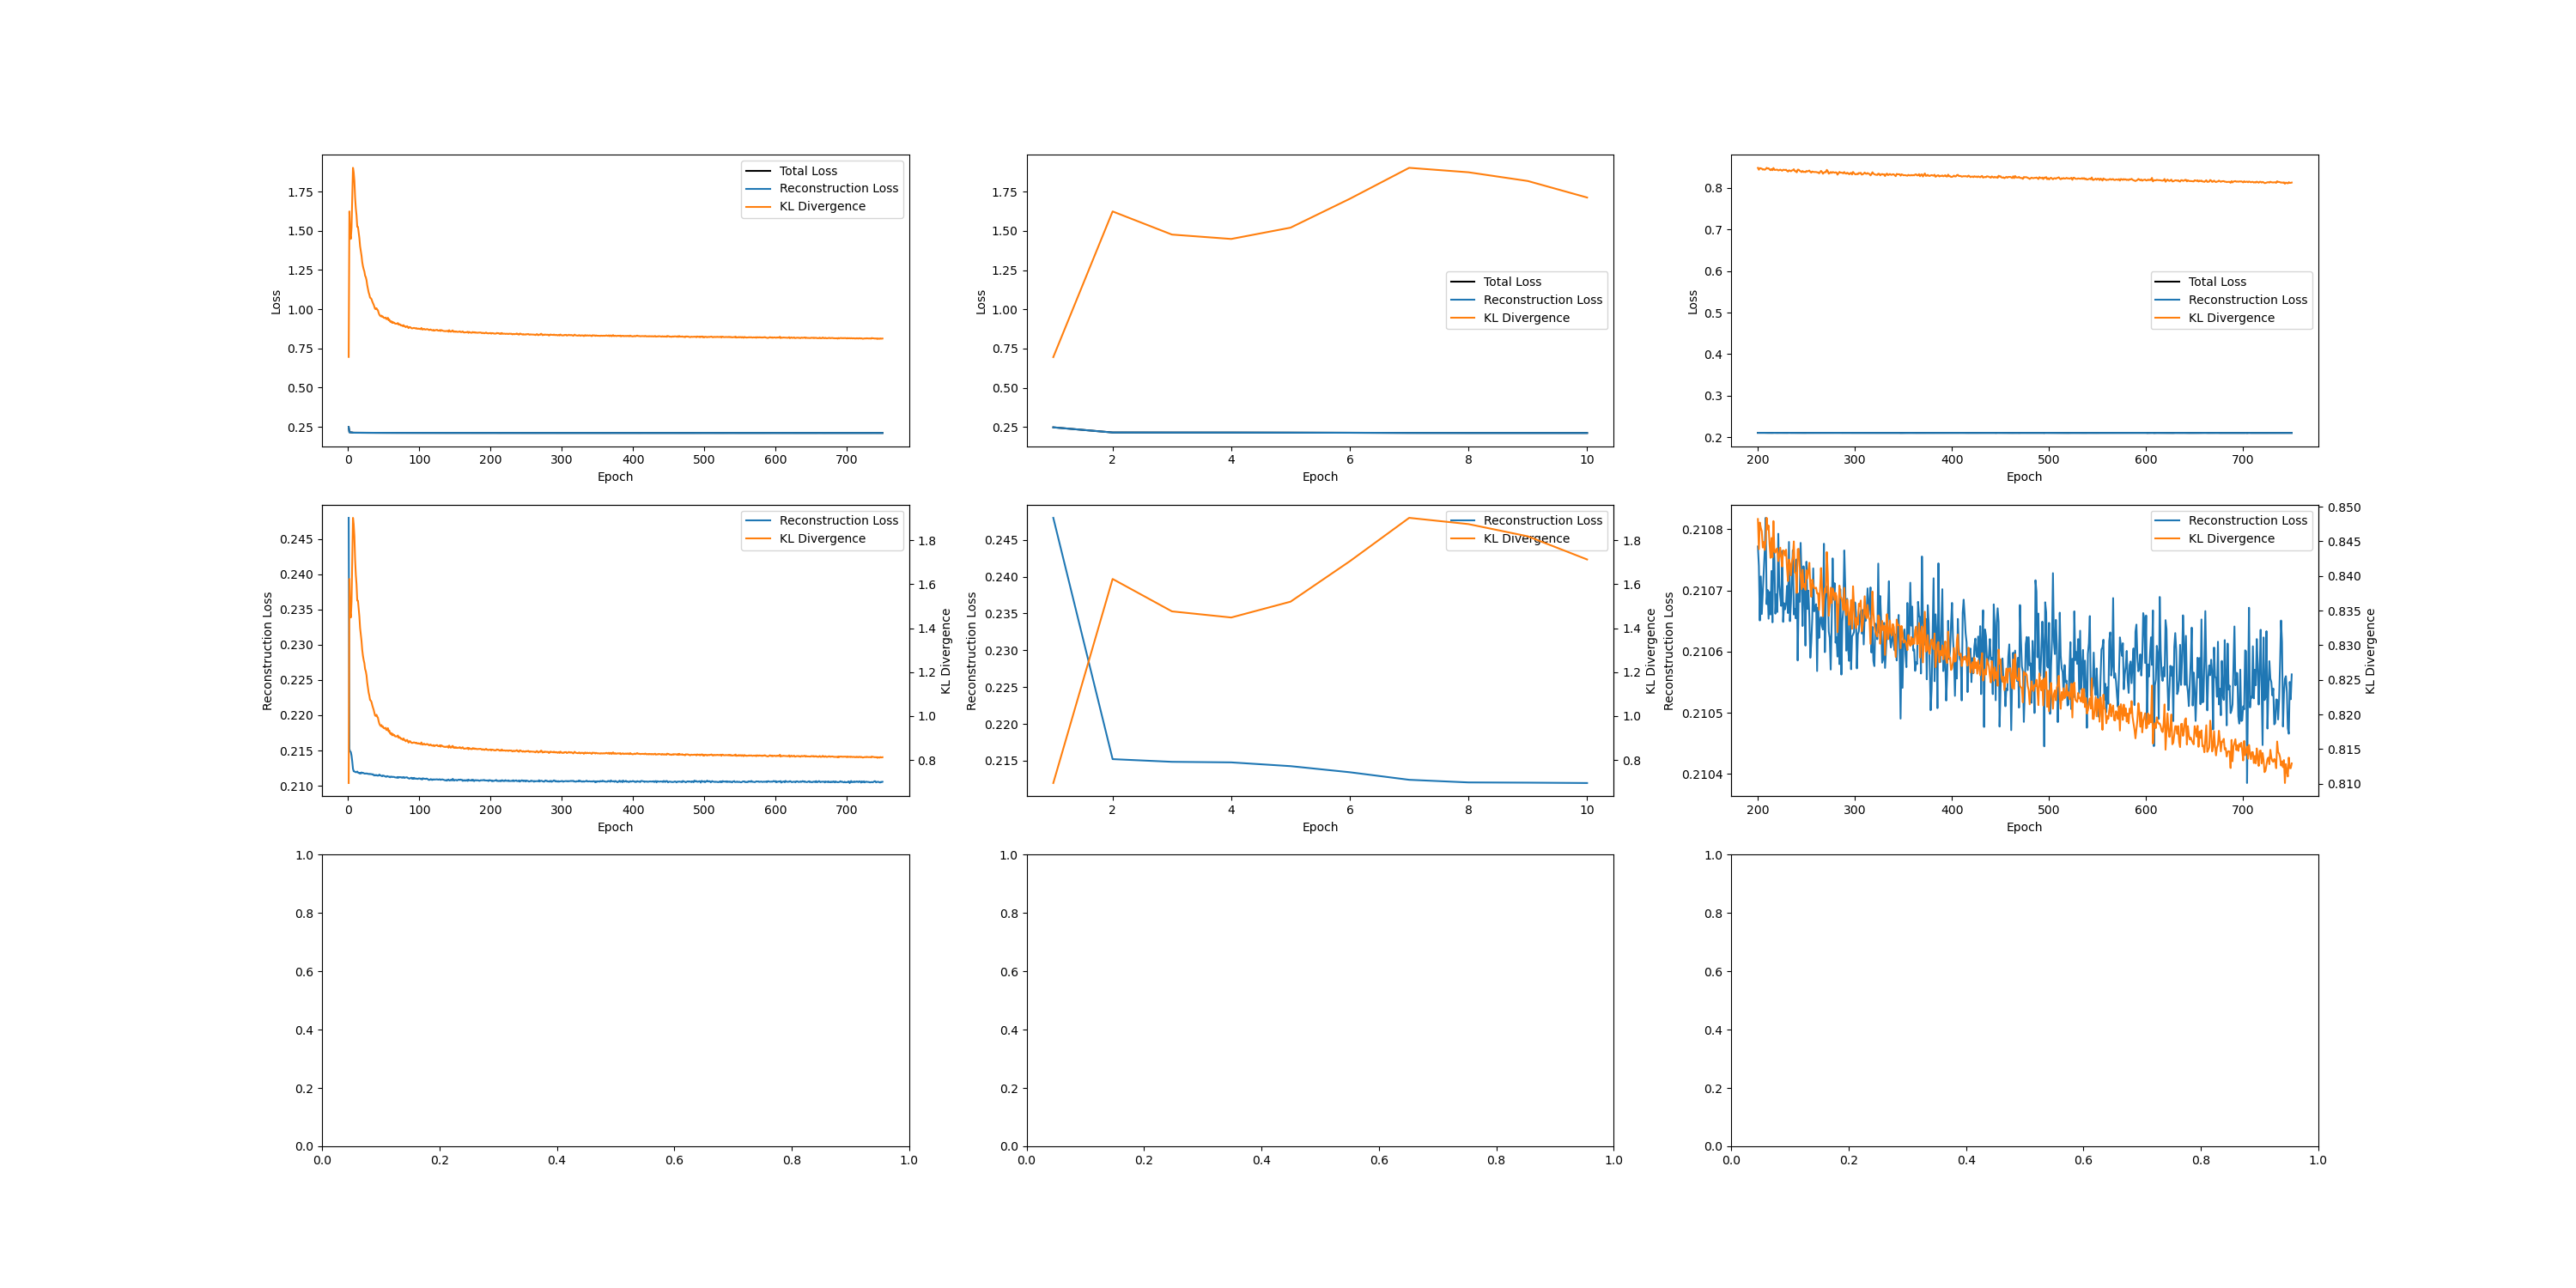 Loss
1.75
1.50
1.25
1.00
0.75
0.50
0.25
0 100 200 300 400 500 600 700
Epoch
Total Loss
Reconstruction Loss
KL Divergence
Loss
1.75
1.50
1.25
1.00
0.75
0.50
0.25
2 4 6 8 10
Epoch
Total Loss
Reconstruction Loss
KL Divergence
Loss
0.8
0.7
0.6
0.5
0.4
0.3
0.2
200 300 400 500 600 700
Epoch
Total Loss
Reconstruction Loss
KL Divergence
Reconstruction Loss
0.245
0.240
0.235
0.230
0.225
0.220
0.215
0.210
0 100 200 300 400 500 600 700
Epoch
Reconstruction Loss
KL Divergence
1.8
1.6
1.4
1.2
1.0
0.8
KL Divergence
Reconstruction Loss
0.245
0.240
0.235
0.230
0.225
0.220
0.215
2 4 6 8 10
Epoch
Reconstruction Loss
KL Divergence
1.8
1.6
1.4
1.2
1.0
0.8
KL Divergence
Reconstruction Loss
0.2108
0.2107
0.2106
0.2105
0.2104
200 300 400 500 600 700
Epoch
Reconstruction Loss
KL Divergence
0.850
0.845
0.840
0.835
0.830
0.825
0.820
0.815
0.810
KL Divergence
1.0
0.8
0.6
0.4
0.2
0.0
0.0 0.2 0.4 0.6 0.8 1.0
1.0
0.8
0.6
0.4
0.2
0.0
0.0 0.2 0.4 0.6 0.8 1.0
1.0
0.8
0.6
0.4
0.2
0.0
0.0 0.2 0.4 0.6 0.8 1.0